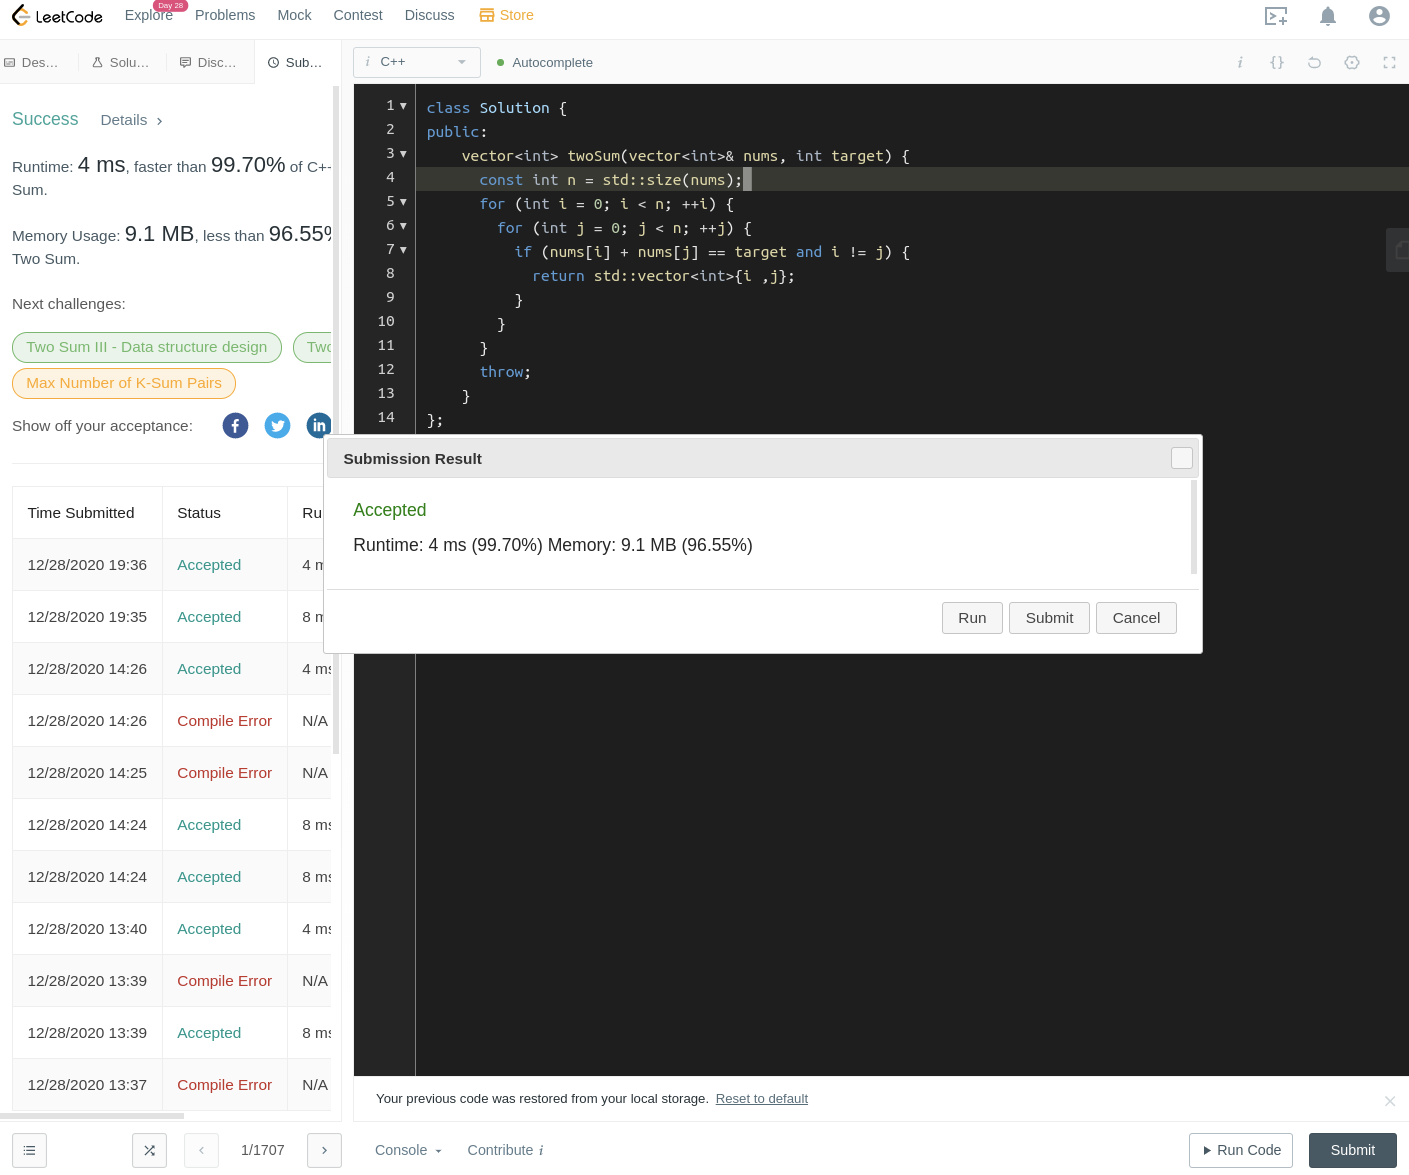 LeetCode Explore Day 28 Problems Mock Contest Discuss Store
Des... Solu... Disc... Sub...
i C++ Autocomplete i {}
Success Details >
Runtime: 4 ms, faster than 99.70% of C+
Sum.
Memory Usage: 9.1 MB, less than 96.55%
Two Sum.
Next challenges:
Two Sum III - Data structure design Two
Max Number of K-Sum Pairs
Show off your acceptance: f in
Time Submitted Status Ru
12/28/2020 19:36 Accepted 4 m
12/28/2020 19:35 Accepted 8 m
12/28/2020 14:26 Accepted 4 ms
12/28/2020 14:26 Compile Error N/A
12/28/2020 14:25 Compile Error N/A
12/28/2020 14:24 Accepted 8 ms
12/28/2020 14:24 Accepted 8 ms
12/28/2020 13:40 Accepted 4 ms
12/28/2020 13:39 Compile Error N/A
12/28/2020 13:39 Accepted 8 ms
12/28/2020 13:37 Compile Error N/A
1 class Solution {
2 public:
3     vector<int> twoSum(vector<int>& nums, int target) {
4       const int n = std::size(nums);
5       for (int i = 0; i < n; ++i) {
6         for (int j = 0; j < n; ++j) {
7           if (nums[i] + nums[j] == target and i != j) {
8             return std::vector<int>{i ,j};
9           }
10         }
11       }
12       throw;
13     }
14 };
Submission Result
Accepted
Runtime: 4 ms (99.70%) Memory: 9.1 MB (96.55%)
Run Submit Cancel
Your previous code was restored from your local storage. Reset to default
1/1707 Console Contribute i Run Code Submit